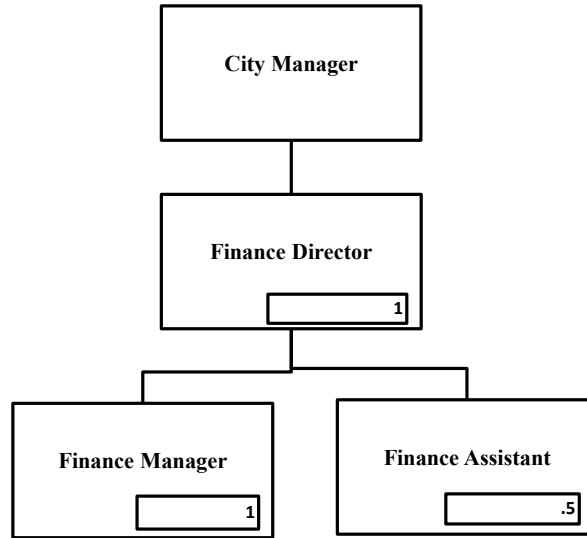 City Manager
Finance Director
1
Finance Manager
1
Finance Assistant
.5